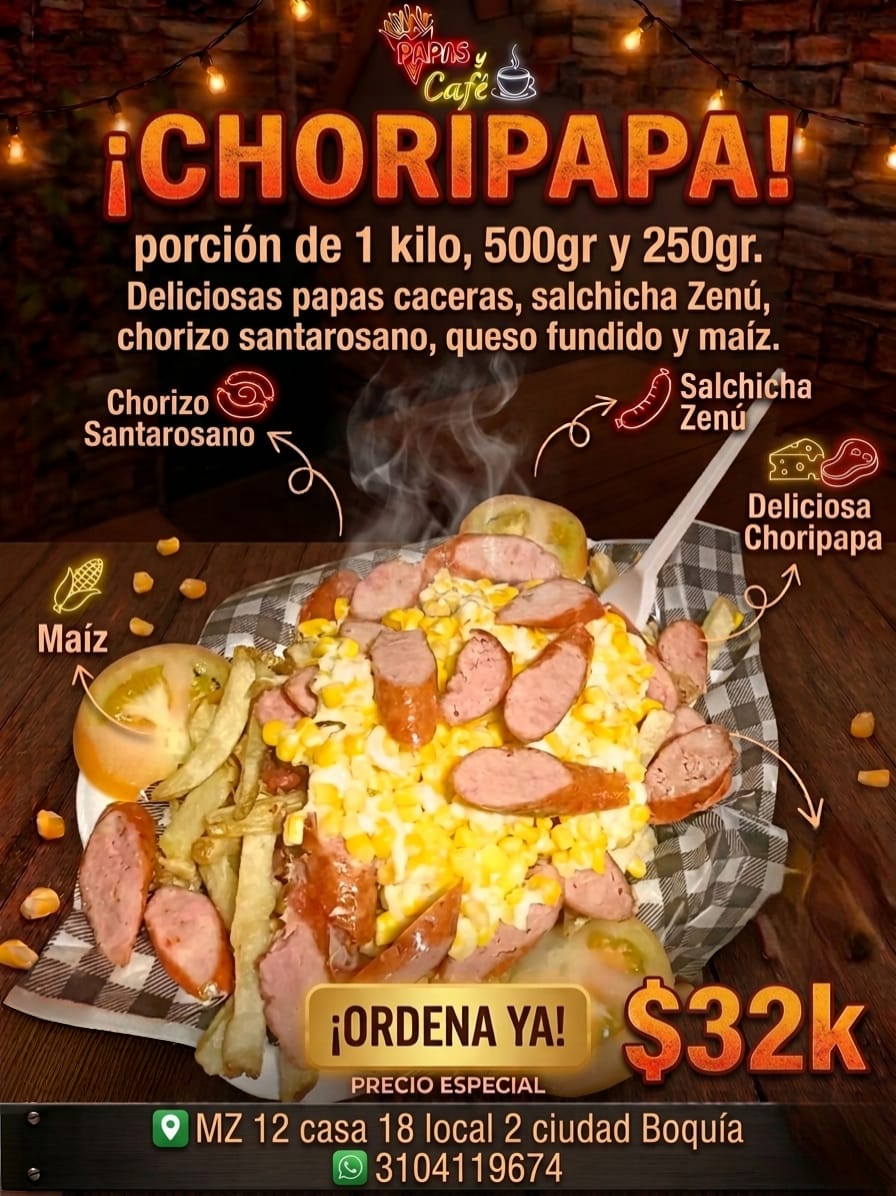 PAPAS y
Café
¡CHORIPAPA!
porción de 1 kilo, 500gr y 250gr.
Deliciosas papas caceras, salchicha Zenú,
chorizo santarosano, queso fundido y maíz.
Chorizo
Santarosano
Salchicha
Zenú
Deliciosa
Choripapa
Maíz
¡ORDENA YA!
$32k
PRECIO ESPECIAL
MZ 12 casa 18 local 2 ciudad Boquía
3104119674